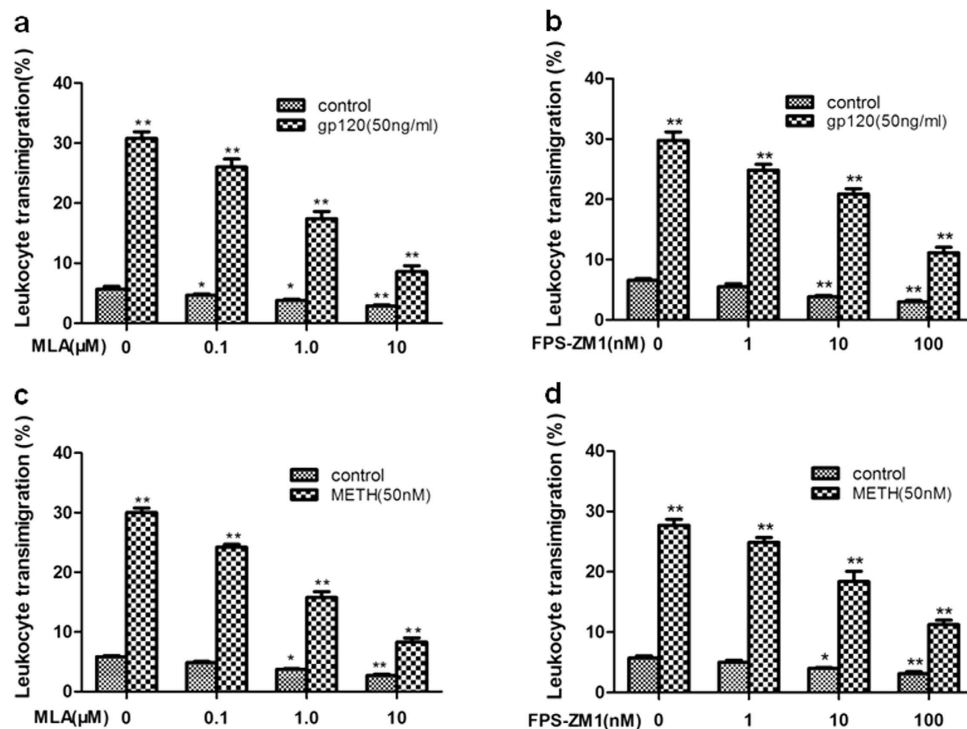 a
Leukocyte transimigration(%)
40
30
20
10
0
control
gp120(50ng/ml)
**
**
**
**
*
*
**
MLA(µM) 0 0.1 1.0 10
b
Leukocyte transimigration (%)
40
30
20
10
0
control
gp120(50ng/ml)
**
**
**
**
**
**
FPS-ZM1(nM) 0 1 10 100
c
Leukocyte transimigration (%)
40
30
20
10
0
control
METH(50nM)
**
**
**
**
*
**
MLA(µM) 0 0.1 1.0 10
d
Leukocyte transimigration (%)
40
30
20
10
0
control
METH(50nM)
**
**
**
**
*
**
FPS-ZM1(nM) 0 1 10 100